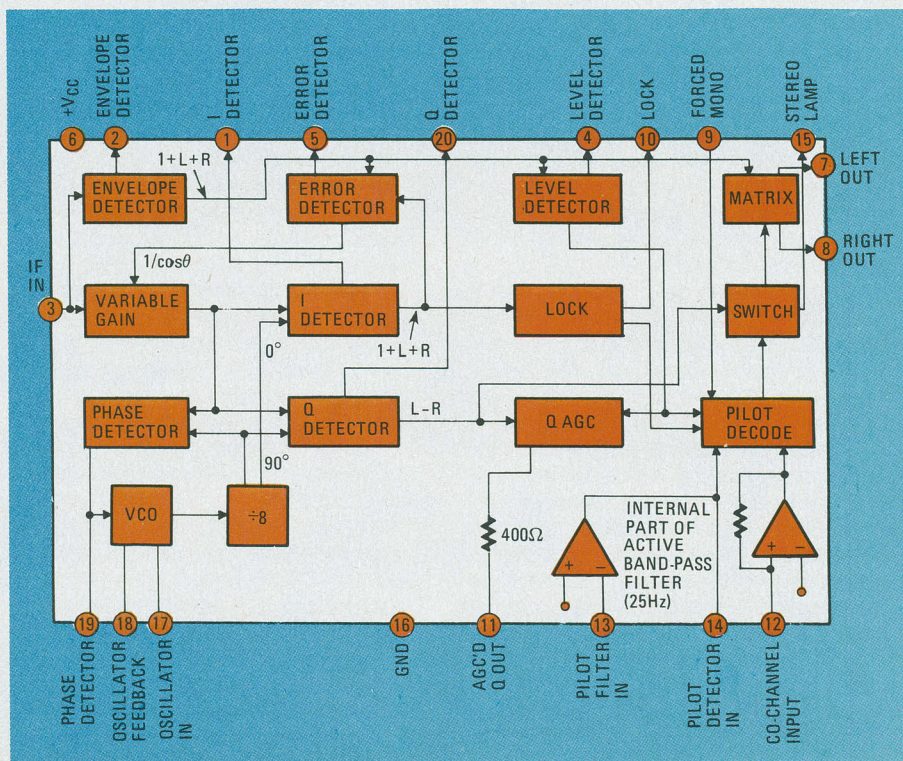 +VCC
ENVELOPE
DETECTOR
I
DETECTOR
ERROR
DETECTOR
Q
DETECTOR
LEVEL
DETECTOR
LOCK
FORCED
MONO
STEREO
LAMP
6
2
1
5
20
4
10
9
15
7
LEFT
OUT
8
RIGHT
OUT
1+L+R
ENVELOPE
DETECTOR
ERROR
DETECTOR
LEVEL
DETECTOR
MATRIX
IF
IN
3
1/cosθ
VARIABLE
GAIN
I
DETECTOR
LOCK
SWITCH
0°
1+L+R
PHASE
DETECTOR
Q
DETECTOR
L-R
Q AGC
PILOT
DECODE
90°
VCO
÷8
400Ω
+ −
INTERNAL
PART OF
ACTIVE
BAND-PASS
FILTER
(25Hz)
+ −
19
18
17
16
11
13
14
12
PHASE
DETECTOR
OSCILLATOR
FEEDBACK
OSCILLATOR
IN
GND
AGC'D
Q OUT
PILOT
FILTER
IN
PILOT
DETECTOR
IN
CO-CHANNEL
INPUT